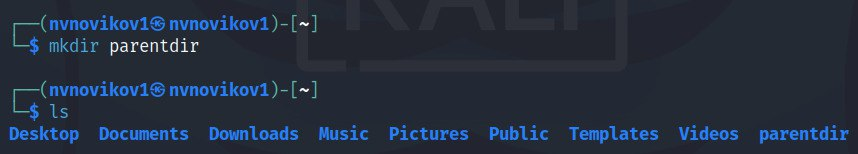 ┌──(nvnovikov1㉿nvnovikov1)-[~]
└─$ mkdir parentdir
┌──(nvnovikov1㉿nvnovikov1)-[~]
└─$ ls
Desktop Documents Downloads Music Pictures Public Templates Videos parentdir